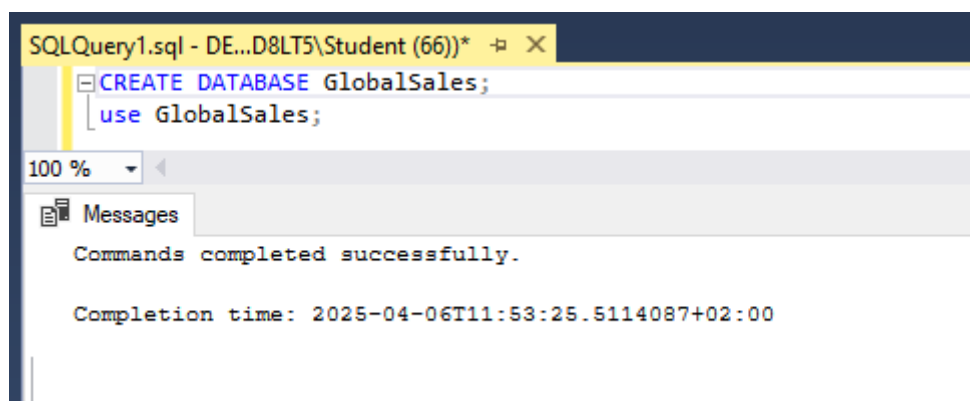 SQLQuery1.sql - DE...D8LT5\Student (66))*
CREATE DATABASE GlobalSales;
use GlobalSales;
100 %
Messages
Commands completed successfully.
Completion time: 2025-04-06T11:53:25.5114087+02:00